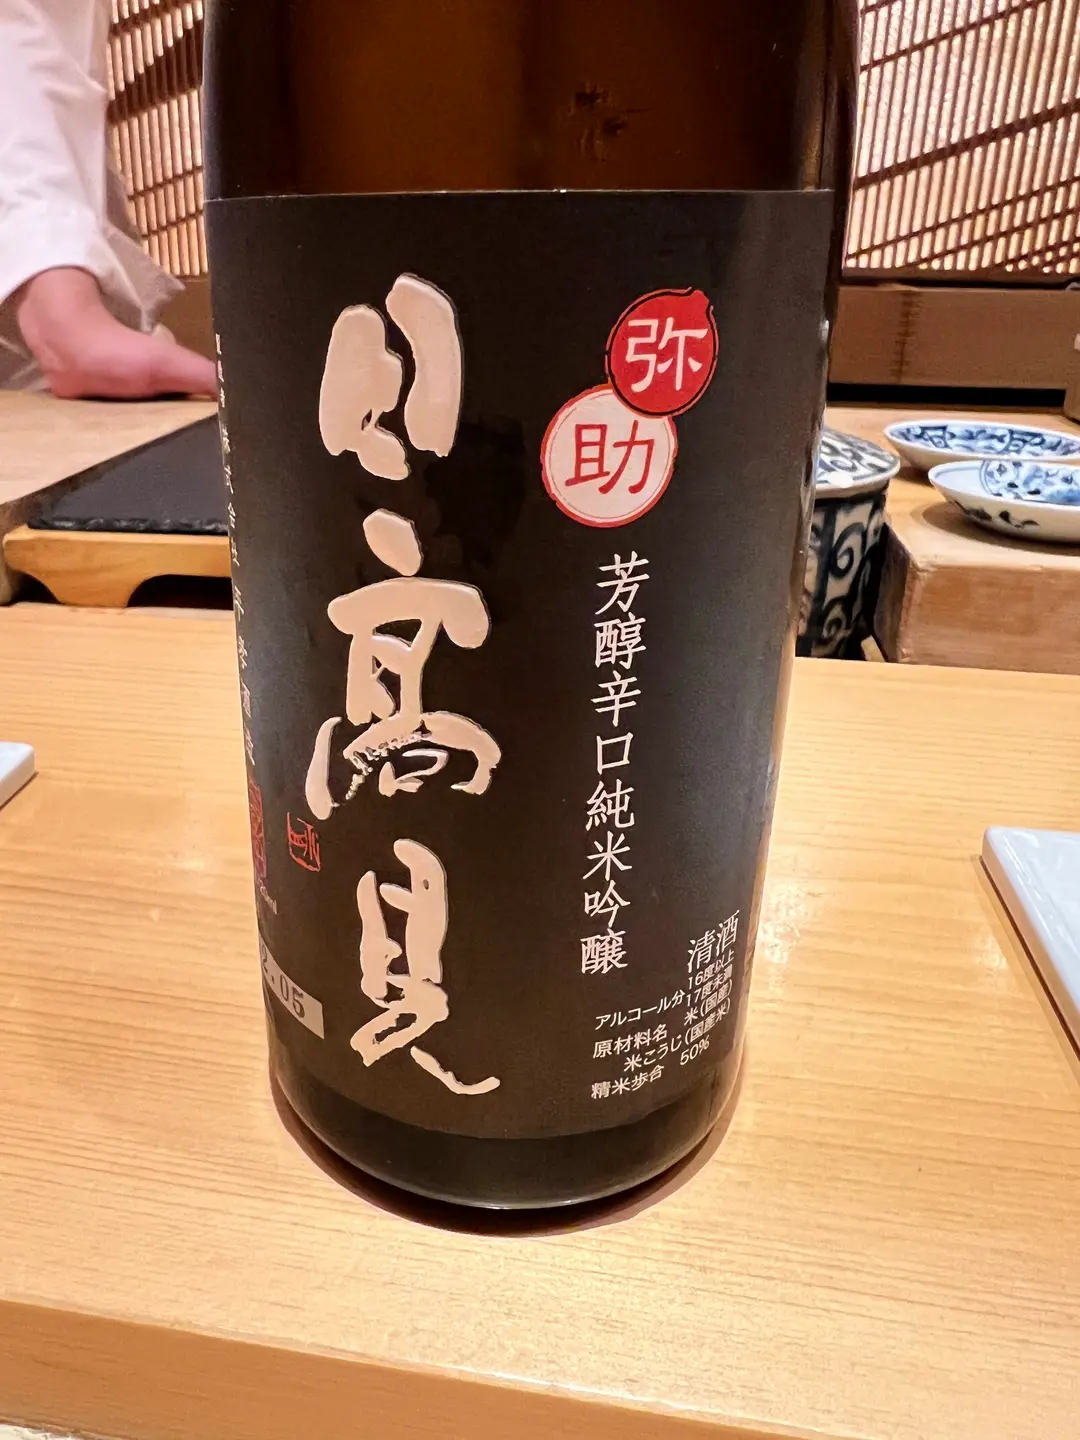 日高見
弥助
芳醇辛口純米吟醸
清酒
アルコール分 16度以上
17度未満
原材料名 米(国産)
米こうじ(国産米)
精米歩合 50%
2.05